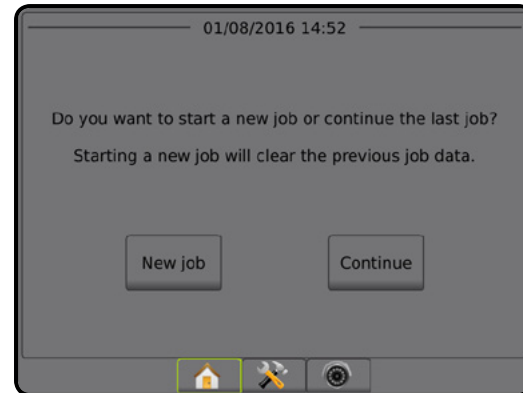 01/08/2016 14:52
Do you want to start a new job or continue the last job?
Starting a new job will clear the previous job data.
New job
Continue